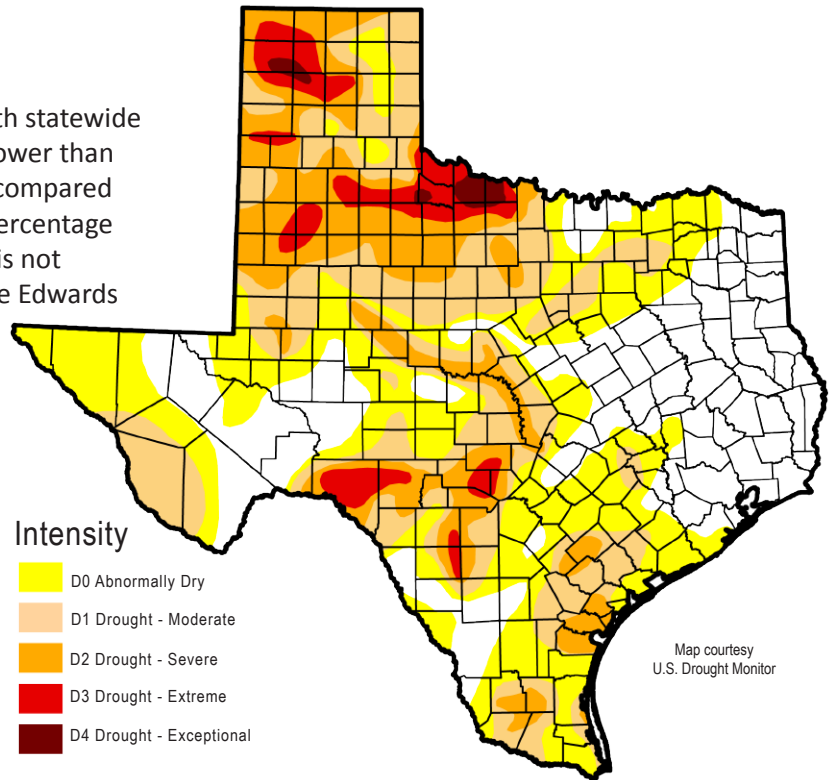 th statewide
ower than
compared
ercentage
is not
e Edwards
Intensity
D0 Abnormally Dry
D1 Drought - Moderate
D2 Drought - Severe
D3 Drought - Extreme
D4 Drought - Exceptional
Map courtesy
U.S. Drought Monitor